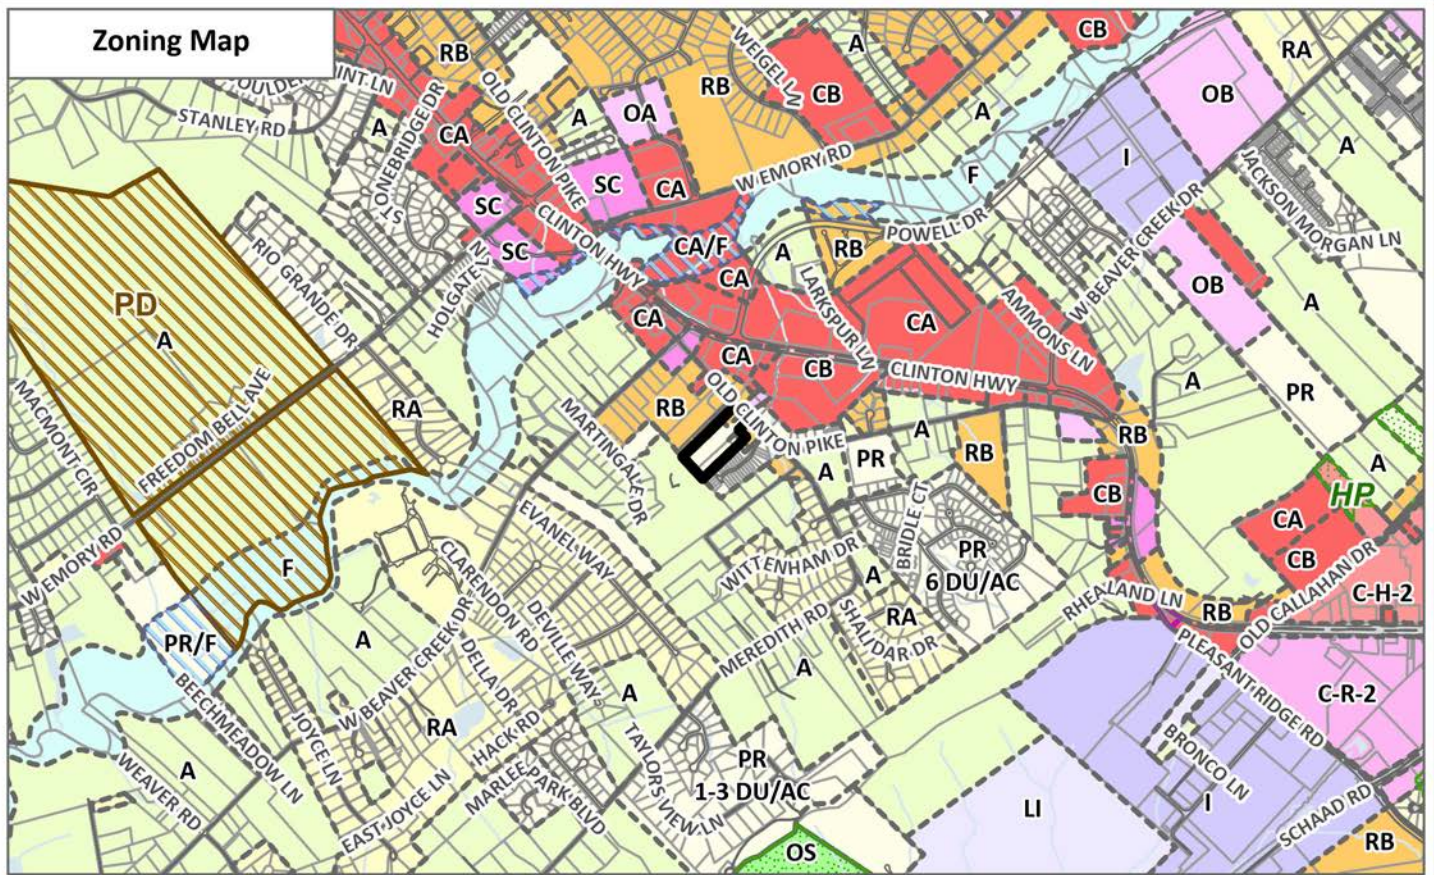 Zoning Map
RB
WEIGEL LN
A
CB
RA
STANLEY RD
INT LN
OLD CLINTON PIKE
RB
CB
OB
A
CA
STONEBRIDGE DR
A
OA
A
I
JACKSON MORGAN LN
A
SC
CA
W EMORY RD
F
SC
CLINTON HWY
SC
CA/F
A
RB
POWELL DR
W BEAVER CREEK DR
RIO GRANDE DR
HOLGATE LN
CA
LARKSPUR LN
OB
A
PD
A
CA
CA
AMMONS LN
CA
CB
CLINTON HWY
A
MACMONT CIR
FREEDOM BELL AVE
RA
MARTINGALE DR
RB
OLD CLINTON PIKE
PR
A
RB
A
PR
RB
A
CB
HP
CA
CB
W EMORY RD
F
EVANEL WAY
WITTENHAM DR
BRIDLE CT
PR
6 DU/AC
A
RA
SHALIDAR DR
RHEALAND LN
RB
OLD CALLAHAN DR
C-H-2
CLARENDON RD
DEVILLE WAY
MEREDITH RD
A
PR/F
A
W BEAVER CREEK DR
DELLA DR
A
PLEASANT RIDGE RD
C-R-2
BEECHMEADOW LN
JOYCE LN
RA
HACK RD
TAYLORS VIEW LN
PR
1-3 DU/AC
BRONCO LN
A
WEAVER RD
EAST JOYCE LN
MARLEE PARK BLVD
LI
I
SCHAAD RD
OS
RB